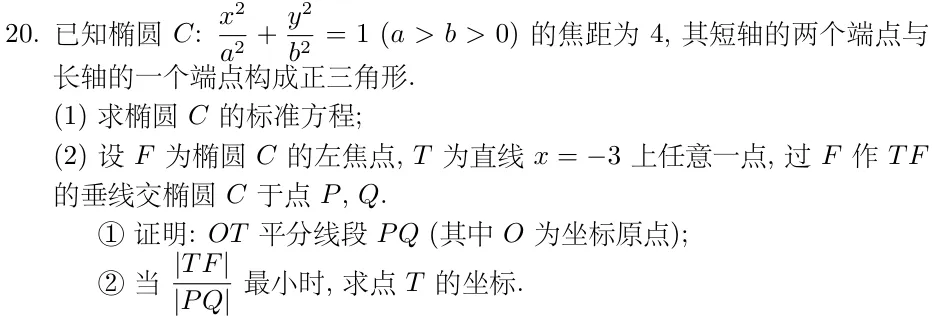 20. 已知椭圆 C: x²/a² + y²/b² = 1 (a > b > 0) 的焦距为 4, 其短轴的两个端点与
长轴的一个端点构成正三角形.
(1) 求椭圆 C 的标准方程;
(2) 设 F 为椭圆 C 的左焦点, T 为直线 x = −3 上任意一点, 过 F 作 TF
的垂线交椭圆 C 于点 P, Q.
① 证明: OT 平分线段 PQ (其中 O 为坐标原点);
② 当 |TF|/|PQ| 最小时, 求点 T 的坐标.